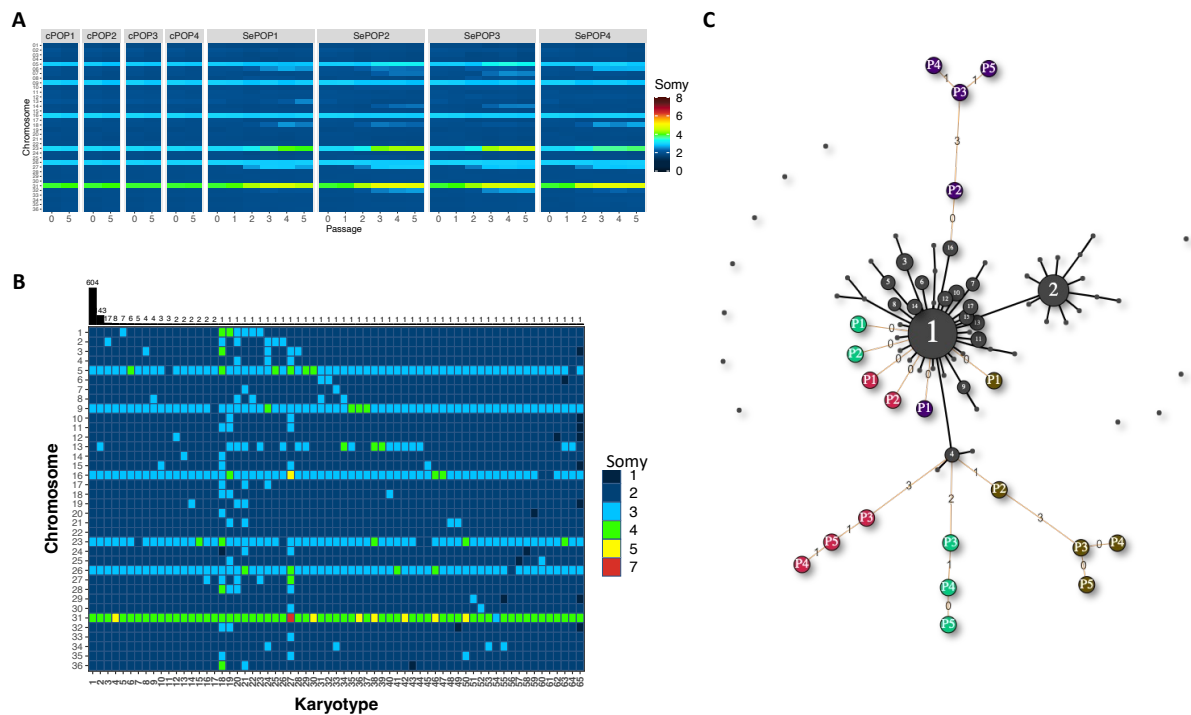 A
cPOP1 cPOP2 cPOP3 cPOP4 SePOP1 SePOP2 SePOP3 SePOP4
Chromosome
0 5 0 5 0 5 0 5 0 1 2 3 4 5 0 1 2 3 4 5 0 1 2 3 4 5 0 1 2 3 4 5
Passage
Somy
8
6
4
2
0
B
604
43
17 8 7 6 6 5 4 4 3 3 2 2 2 2 2 1 1 1 1 1 1 1 1 1 1 1 1 1 1 1 1 1 1 1 1 1 1 1 1 1 1 1 1 1 1 1 1 1 1 1 1 1 1 1 1 1 1 1 1 1 1 1 1
1
2
3
4
5
6
7
8
9
10
11
12
13
14
15
16
17
18
19
20
21
22
23
24
25
26
27
28
29
30
31
32
33
34
35
36
Chromosome
1 2 3 4 5 6 7 8 9 10 11 12 13 14 15 16 17 18 19 20 21 22 23 24 25 26 27 28 29 30 31 32 33 34 35 36 37 38 39 40 41 42 43 44 45 46 47 48 49 50 51 52 53 54 55 56 57 58 59 60 61 62 63 64 65
Karyotype
Somy
1
2
3
4
5
7
C
P4 1 1 P5
P3
3
P2
0
16
3
5 6 7
10
12
8 14 17
15
13
11
1
2
P1 0
P2 0
P1 0
P2 0
P1 0
P1 0
9
4
3 2 1
P2
P3 3
P5 1
P4 1
P3
1
P4
0
P5
P3 0 P4
0
P5